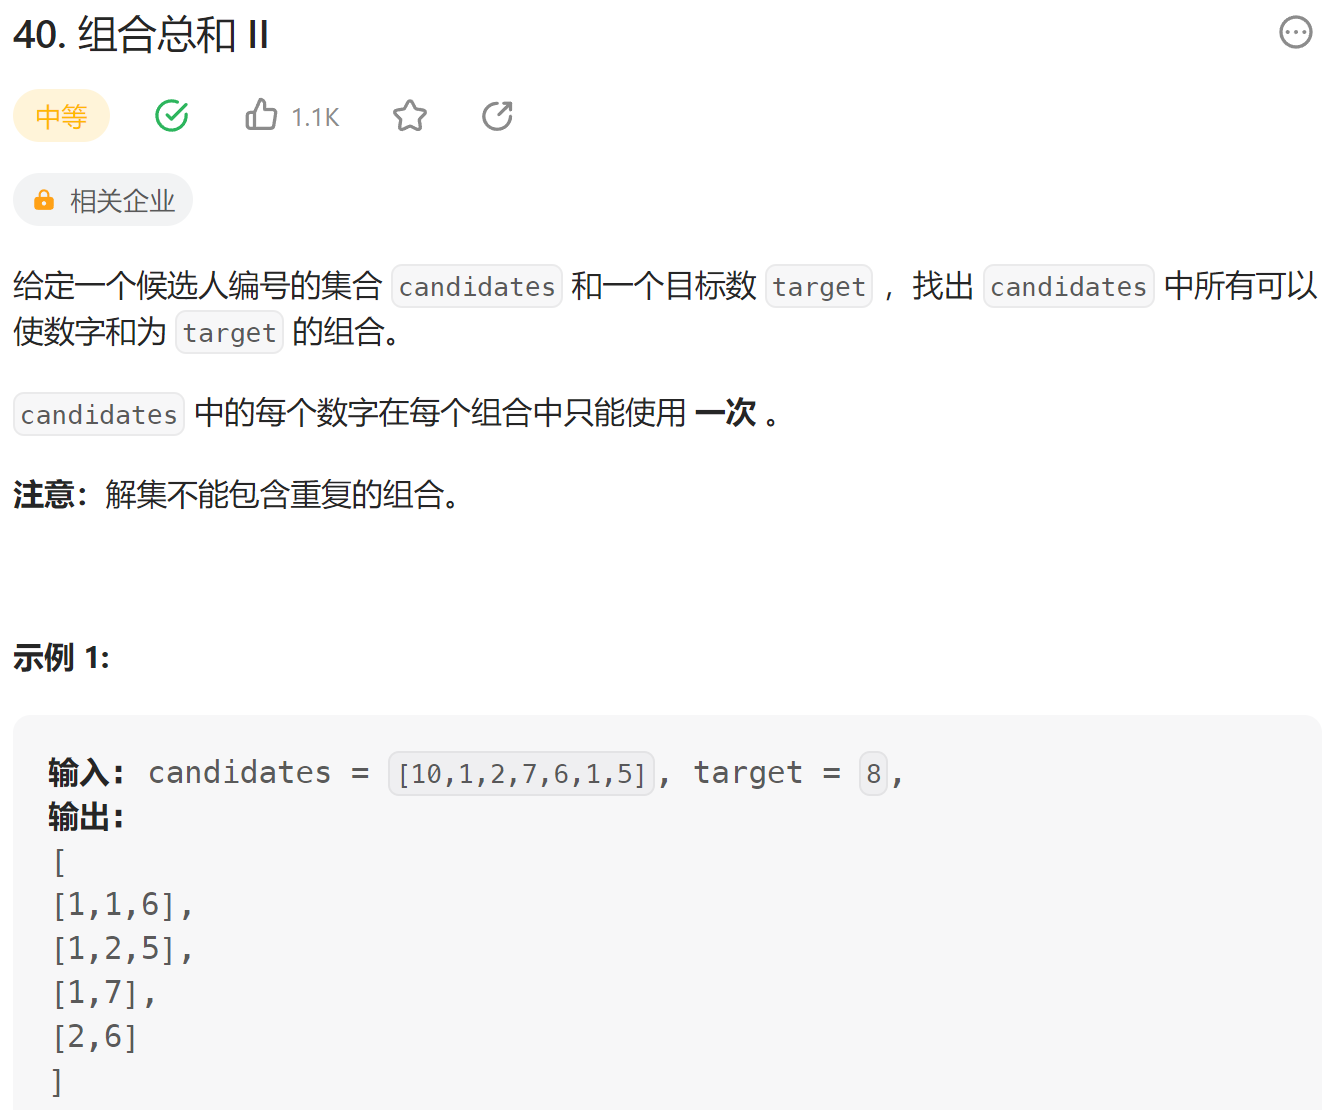 40. 组合总和 II
中等 1.1K
相关企业
给定一个候选人编号的集合 candidates 和一个目标数 target ，找出 candidates 中所有可以
使数字和为 target 的组合。
candidates 中的每个数字在每个组合中只能使用 一次 。
注意：解集不能包含重复的组合。
示例 1:
输入: candidates = [10,1,2,7,6,1,5], target = 8,
输出:
[
[1,1,6],
[1,2,5],
[1,7],
[2,6]
]